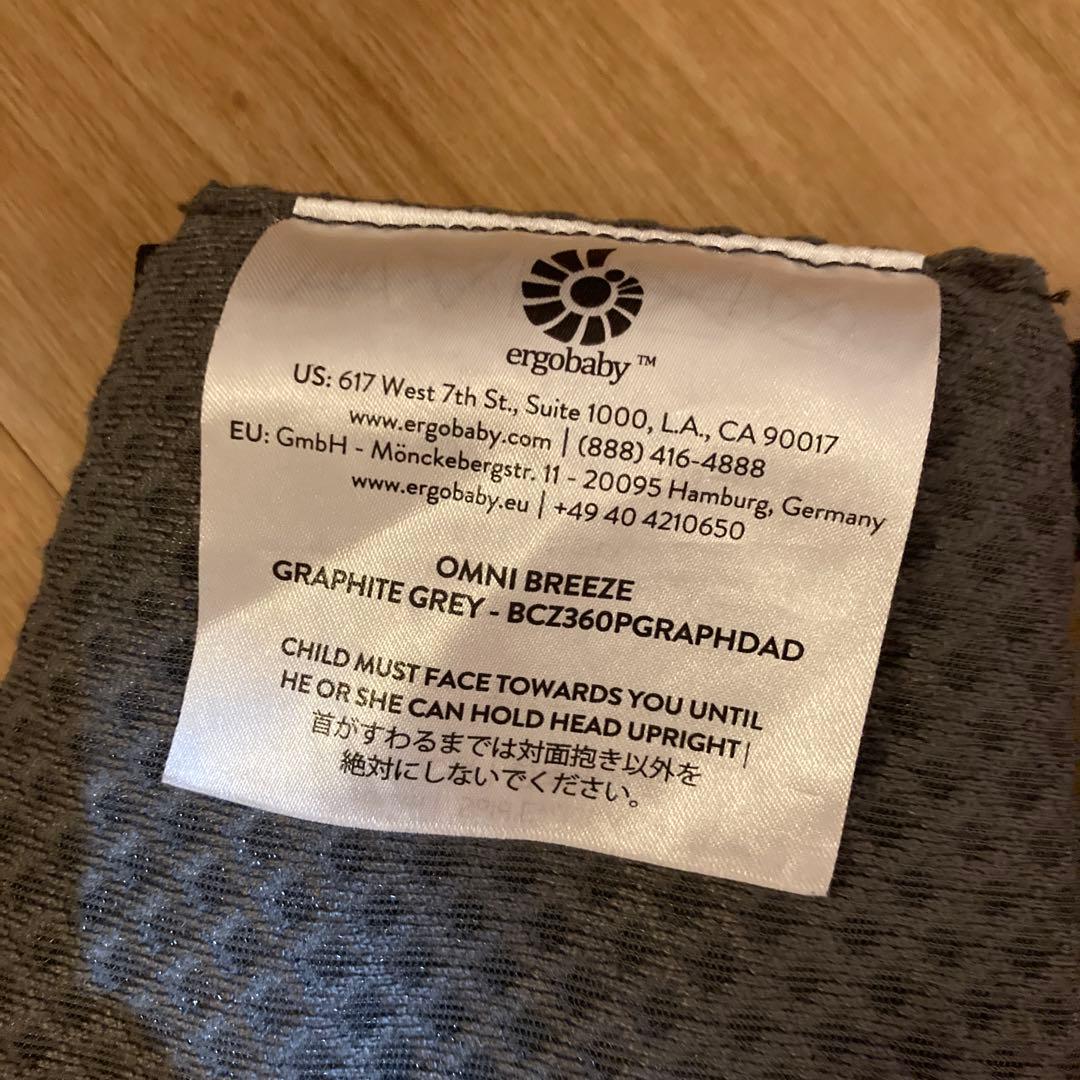 ergobaby™
US: 617 West 7th St., Suite 1000, L.A., CA 90017
www.ergobaby.com | (888) 416-4888
EU: GmbH - Mönckebergstr. 11 - 20095 Hamburg, Germany
www.ergobaby.eu | +49 40 4210650
OMNI BREEZE
GRAPHITE GREY - BCZ360PGRAPHDAD
CHILD MUST FACE TOWARDS YOU UNTIL
HE OR SHE CAN HOLD HEAD UPRIGHT |
首がすわるまでは対面抱き以外を
絶対にしないでください。